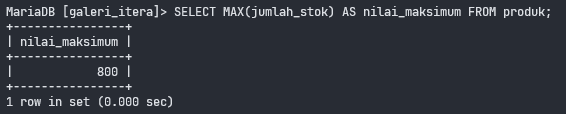 MariaDB [galeri_itera]> SELECT MAX(jumlah_stok) AS nilai_maksimum FROM produk;
+----------------+
| nilai_maksimum |
+----------------+
|            800 |
+----------------+
1 row in set (0.000 sec)